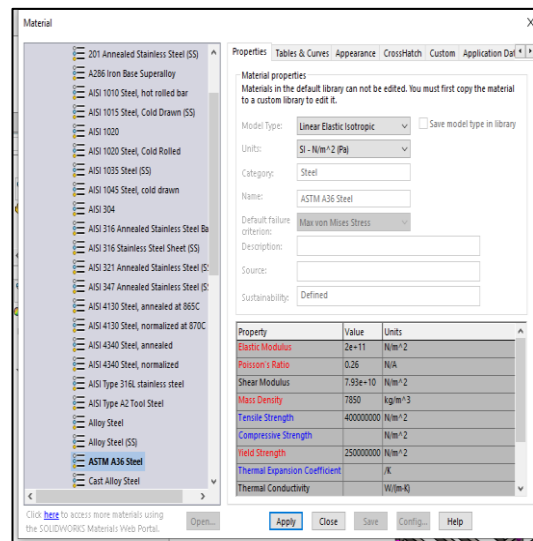 Material
X
201 Annealed Stainless Steel (SS)
A286 Iron Base Superalloy
AISI 1010 Steel, hot rolled bar
AISI 1015 Steel, Cold Drawn (SS)
AISI 1020
AISI 1020 Steel, Cold Rolled
AISI 1035 Steel (SS)
AISI 1045 Steel, cold drawn
AISI 304
AISI 316 Annealed Stainless Steel Ba
AISI 316 Stainless Steel Sheet (SS)
AISI 321 Annealed Stainless Steel (SS
AISI 347 Annealed Stainless Steel (SS
AISI 4130 Steel, annealed at 865C
AISI 4130 Steel, normalized at 870C
AISI 4340 Steel, annealed
AISI 4340 Steel, normalized
AISI Type 316L stainless steel
AISI Type A2 Tool Steel
Alloy Steel
Alloy Steel (SS)
ASTM A36 Steel
Cast Alloy Steel
Click here to access more materials using
the SOLIDWORKS Materials Web Portal.
Open...
Properties Tables & Curves Appearance CrossHatch Custom Application Dat
Material properties
Materials in the default library can not be edited. You must first copy the material
to a custom library to edit it.
Model Type: Linear Elastic Isotropic Save model type in library
Units: SI - N/m^2 (Pa)
Category: Steel
Name: ASTM A36 Steel
Default failure
criterion: Max von Mises Stress
Description:
Source:
Sustainability: Defined
Property Value Units
Elastic Modulus 2e+11 N/m^2
Poisson's Ratio 0.26 N/A
Shear Modulus 7.93e+10 N/m^2
Mass Density 7850 kg/m^3
Tensile Strength 400000000 N/m^2
Compressive Strength N/m^2
Yield Strength 250000000 N/m^2
Thermal Expansion Coefficient /K
Thermal Conductivity W/(m·K)
Apply Close Save Config... Help